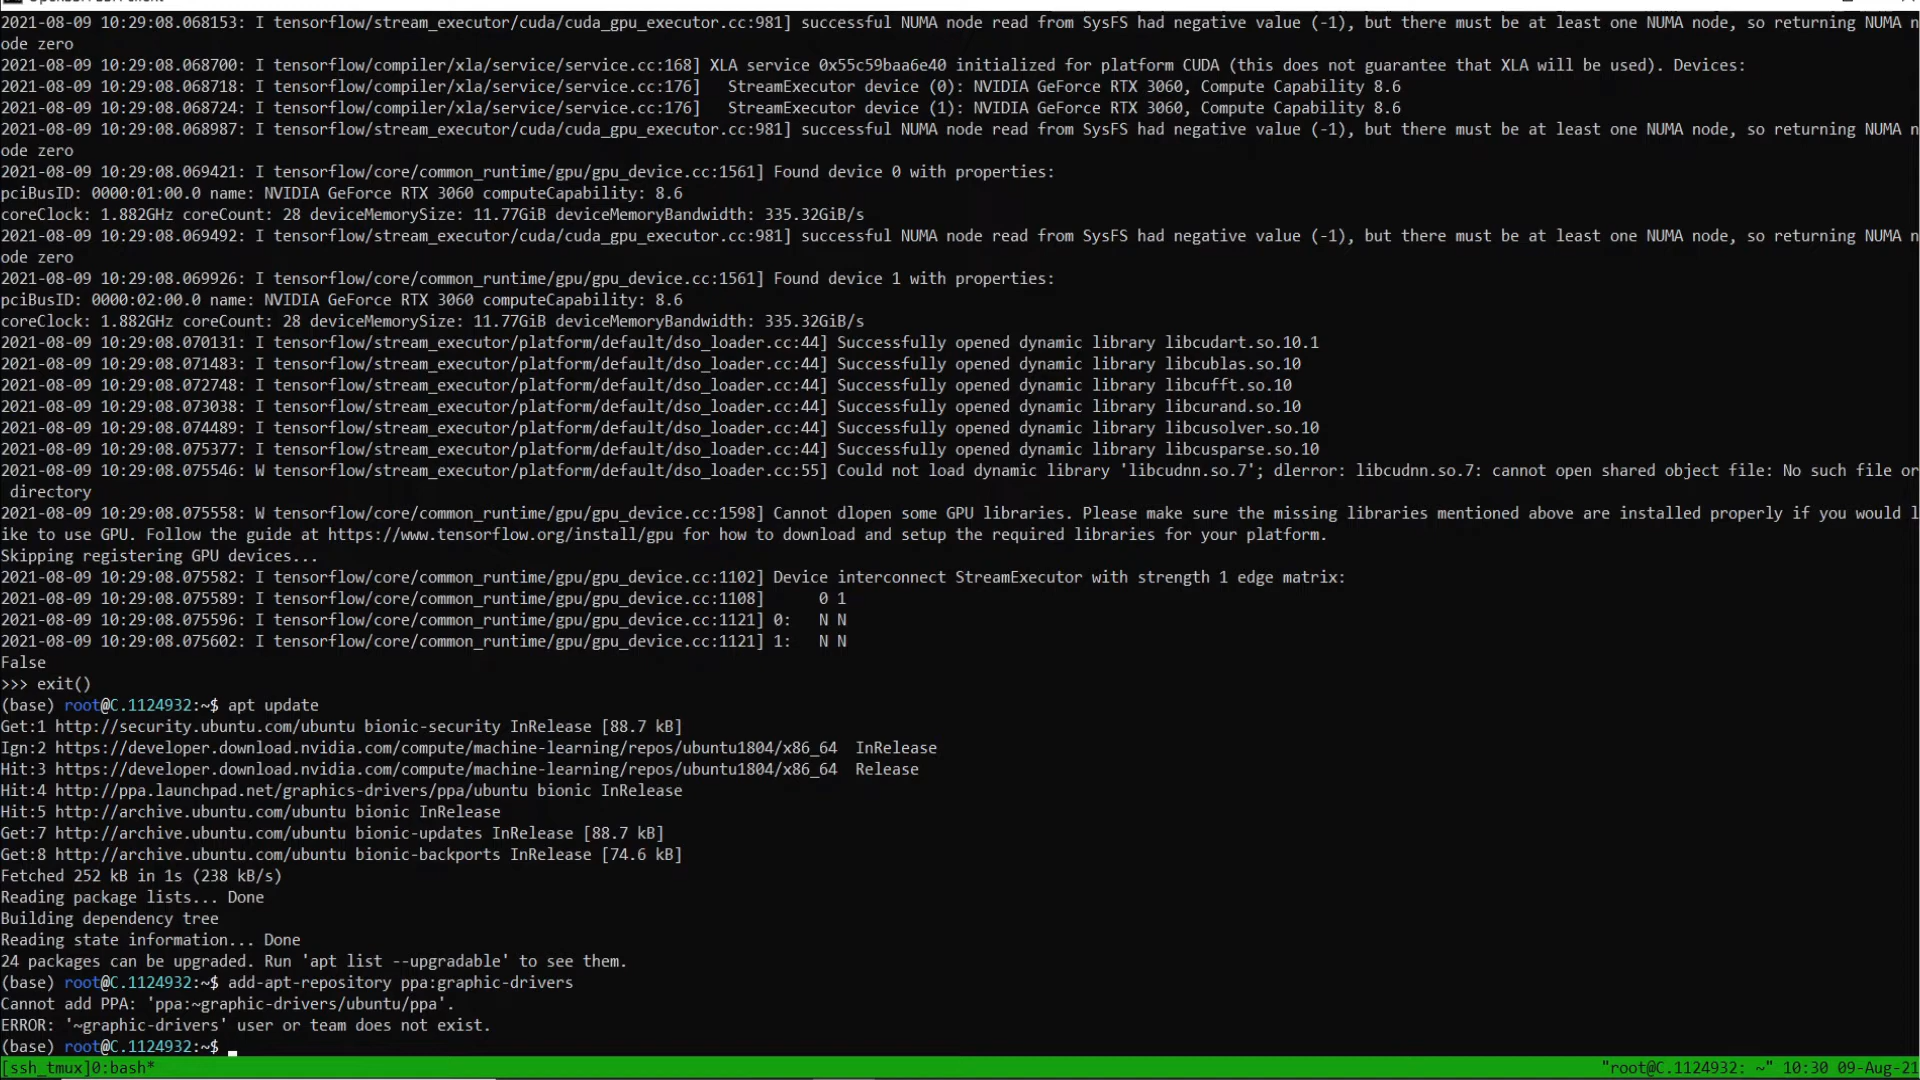 2021-08-09 10:29:08.068153: I tensorflow/stream_executor/cuda/cuda_gpu_executor.cc:981] successful NUMA node read from SysFS had negative value (-1), but there must be at least one NUMA node, so returning NUMA n
ode zero
2021-08-09 10:29:08.068700: I tensorflow/compiler/xla/service/service.cc:168] XLA service 0x55c59baa6e40 initialized for platform CUDA (this does not guarantee that XLA will be used). Devices:
2021-08-09 10:29:08.068718: I tensorflow/compiler/xla/service/service.cc:176]   StreamExecutor device (0): NVIDIA GeForce RTX 3060, Compute Capability 8.6
2021-08-09 10:29:08.068724: I tensorflow/compiler/xla/service/service.cc:176]   StreamExecutor device (1): NVIDIA GeForce RTX 3060, Compute Capability 8.6
2021-08-09 10:29:08.068987: I tensorflow/stream_executor/cuda/cuda_gpu_executor.cc:981] successful NUMA node read from SysFS had negative value (-1), but there must be at least one NUMA node, so returning NUMA n
ode zero
2021-08-09 10:29:08.069421: I tensorflow/core/common_runtime/gpu/gpu_device.cc:1561] Found device 0 with properties:
pciBusID: 0000:01:00.0 name: NVIDIA GeForce RTX 3060 computeCapability: 8.6
coreClock: 1.882GHz coreCount: 28 deviceMemorySize: 11.77GiB deviceMemoryBandwidth: 335.32GiB/s
2021-08-09 10:29:08.069492: I tensorflow/stream_executor/cuda/cuda_gpu_executor.cc:981] successful NUMA node read from SysFS had negative value (-1), but there must be at least one NUMA node, so returning NUMA n
ode zero
2021-08-09 10:29:08.069926: I tensorflow/core/common_runtime/gpu/gpu_device.cc:1561] Found device 1 with properties:
pciBusID: 0000:02:00.0 name: NVIDIA GeForce RTX 3060 computeCapability: 8.6
coreClock: 1.882GHz coreCount: 28 deviceMemorySize: 11.77GiB deviceMemoryBandwidth: 335.32GiB/s
2021-08-09 10:29:08.070131: I tensorflow/stream_executor/platform/default/dso_loader.cc:44] Successfully opened dynamic library libcudart.so.10.1
2021-08-09 10:29:08.071483: I tensorflow/stream_executor/platform/default/dso_loader.cc:44] Successfully opened dynamic library libcublas.so.10
2021-08-09 10:29:08.072748: I tensorflow/stream_executor/platform/default/dso_loader.cc:44] Successfully opened dynamic library libcufft.so.10
2021-08-09 10:29:08.073038: I tensorflow/stream_executor/platform/default/dso_loader.cc:44] Successfully opened dynamic library libcurand.so.10
2021-08-09 10:29:08.074489: I tensorflow/stream_executor/platform/default/dso_loader.cc:44] Successfully opened dynamic library libcusolver.so.10
2021-08-09 10:29:08.075377: I tensorflow/stream_executor/platform/default/dso_loader.cc:44] Successfully opened dynamic library libcusparse.so.10
2021-08-09 10:29:08.075546: W tensorflow/stream_executor/platform/default/dso_loader.cc:55] Could not load dynamic library 'libcudnn.so.7'; dlerror: libcudnn.so.7: cannot open shared object file: No such file or
 directory
2021-08-09 10:29:08.075558: W tensorflow/core/common_runtime/gpu/gpu_device.cc:1598] Cannot dlopen some GPU libraries. Please make sure the missing libraries mentioned above are installed properly if you would l
ike to use GPU. Follow the guide at https://www.tensorflow.org/install/gpu for how to download and setup the required libraries for your platform.
Skipping registering GPU devices...
2021-08-09 10:29:08.075582: I tensorflow/core/common_runtime/gpu/gpu_device.cc:1102] Device interconnect StreamExecutor with strength 1 edge matrix:
2021-08-09 10:29:08.075589: I tensorflow/core/common_runtime/gpu/gpu_device.cc:1108]      0 1
2021-08-09 10:29:08.075596: I tensorflow/core/common_runtime/gpu/gpu_device.cc:1121] 0:   N N
2021-08-09 10:29:08.075602: I tensorflow/core/common_runtime/gpu/gpu_device.cc:1121] 1:   N N
False
>>> exit()
(base) root@C.1124932:~$ apt update
Get:1 http://security.ubuntu.com/ubuntu bionic-security InRelease [88.7 kB]
Ign:2 https://developer.download.nvidia.com/compute/machine-learning/repos/ubuntu1804/x86_64  InRelease
Hit:3 https://developer.download.nvidia.com/compute/machine-learning/repos/ubuntu1804/x86_64  Release
Hit:4 http://ppa.launchpad.net/graphics-drivers/ppa/ubuntu bionic InRelease
Hit:5 http://archive.ubuntu.com/ubuntu bionic InRelease
Get:7 http://archive.ubuntu.com/ubuntu bionic-updates InRelease [88.7 kB]
Get:8 http://archive.ubuntu.com/ubuntu bionic-backports InRelease [74.6 kB]
Fetched 252 kB in 1s (238 kB/s)
Reading package lists... Done
Building dependency tree
Reading state information... Done
24 packages can be upgraded. Run 'apt list --upgradable' to see them.
(base) root@C.1124932:~$ add-apt-repository ppa:graphic-drivers
Cannot add PPA: 'ppa:~graphic-drivers/ubuntu/ppa'.
ERROR: '~graphic-drivers' user or team does not exist.
(base) root@C.1124932:~$
[ssh_tmux]0:bash*    "root@C.1124932: ~" 10:30 09-Aug-21